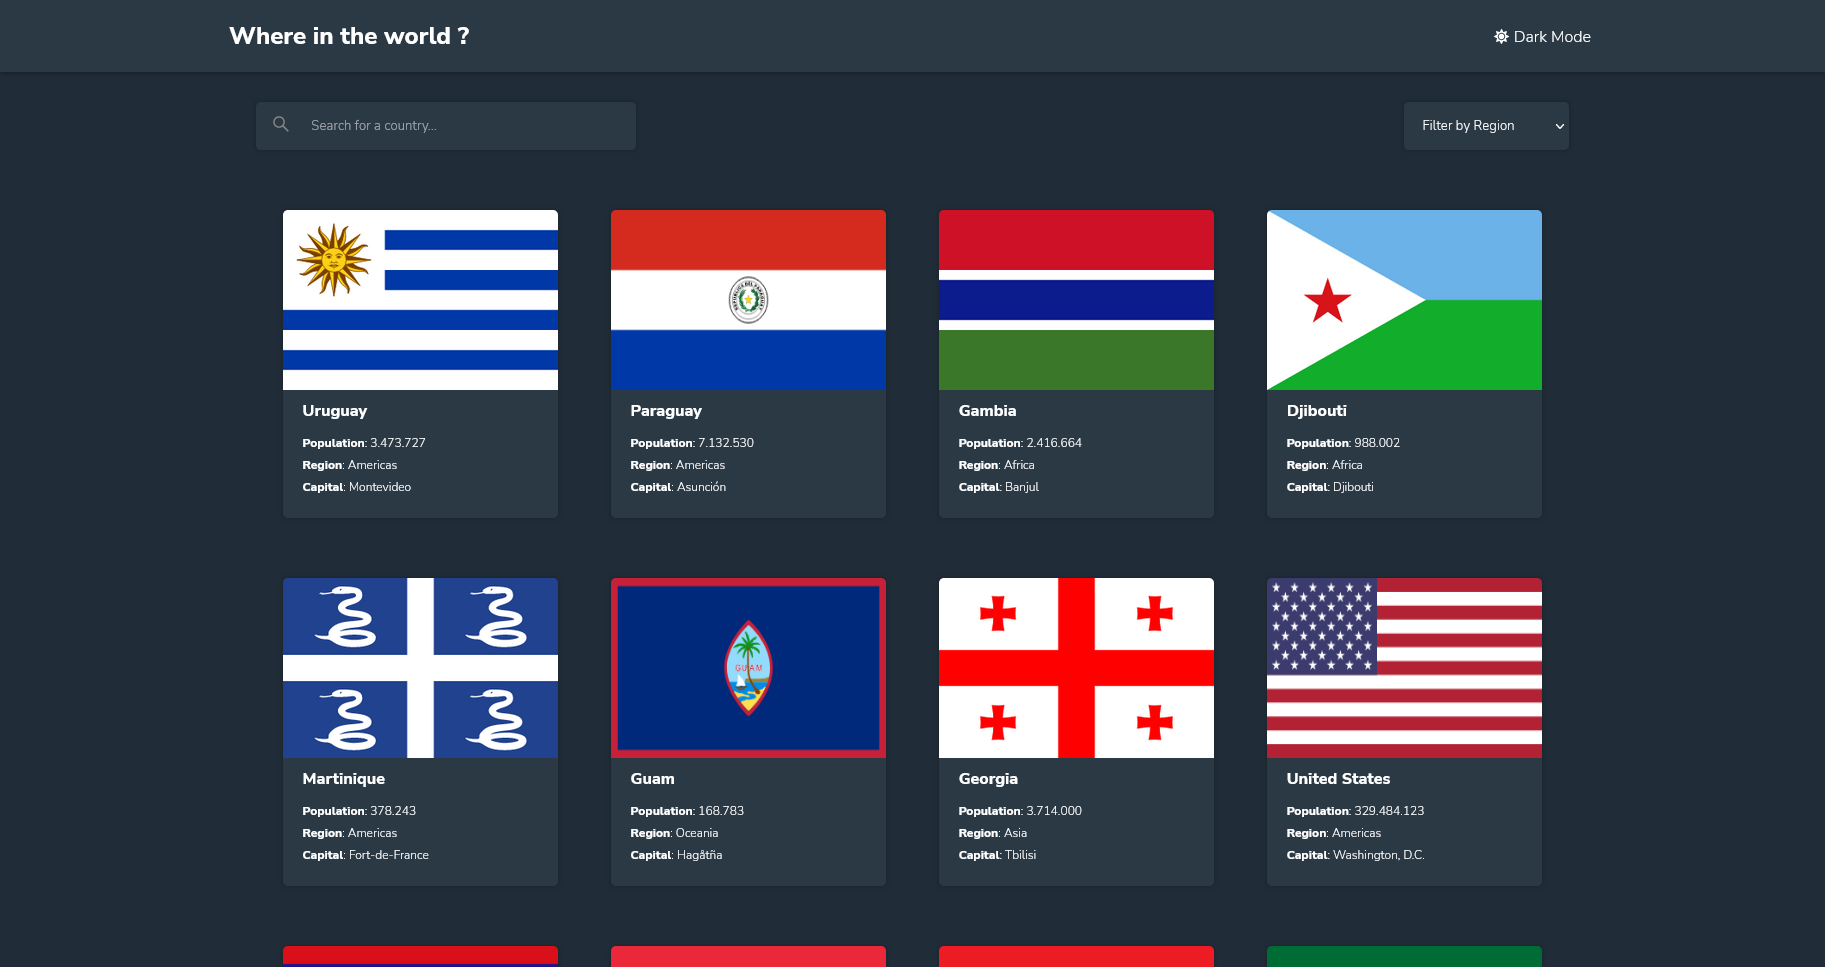 Where in the world ?
Dark Mode
Search for a country...
Filter by Region
Uruguay
Population: 3.473.727
Region: Americas
Capital: Montevideo
Paraguay
Population: 7.132.530
Region: Americas
Capital: Asunción
Gambia
Population: 2.416.664
Region: Africa
Capital: Banjul
Djibouti
Population: 988.002
Region: Africa
Capital: Djibouti
GUAM
Martinique
Population: 378.243
Region: Americas
Capital: Fort-de-France
Guam
Population: 168.783
Region: Oceania
Capital: Hagåtña
Georgia
Population: 3.714.000
Region: Asia
Capital: Tbilisi
United States
Population: 329.484.123
Region: Americas
Capital: Washington, D.C.